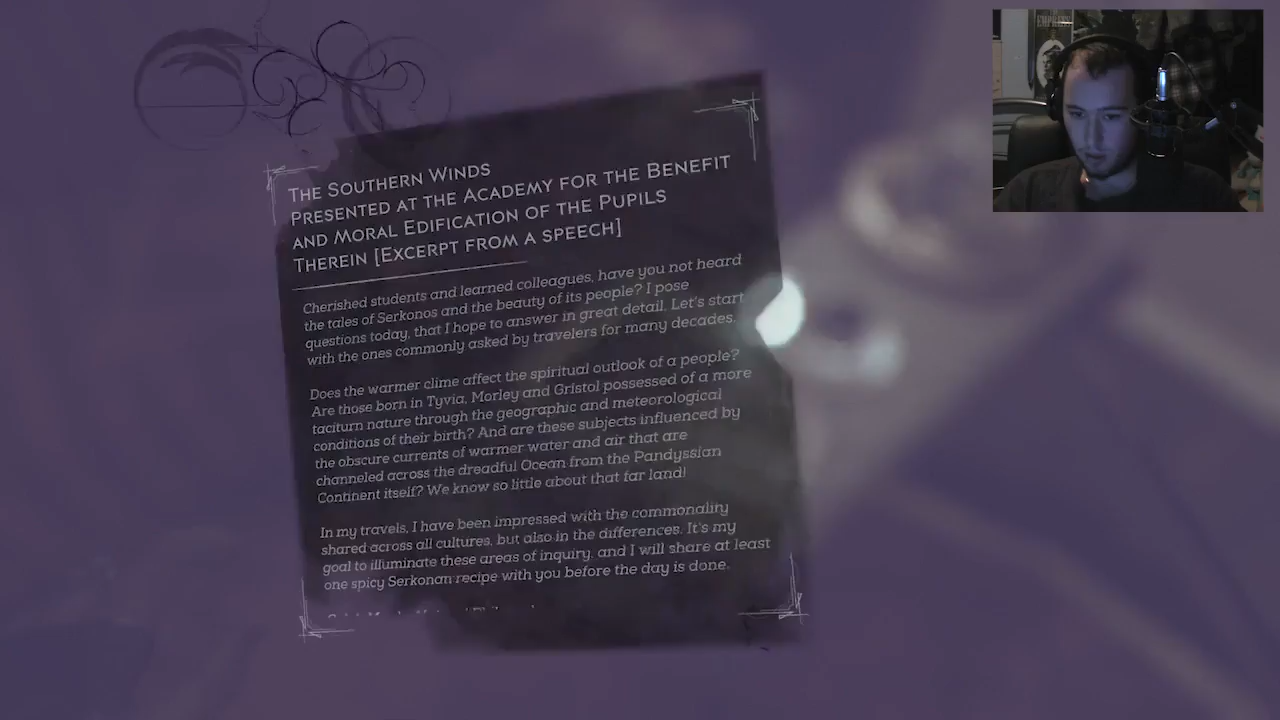 THE SOUTHERN WINDS
PRESENTED AT THE ACADEMY FOR THE BENEFIT
AND MORAL EDIFICATION OF THE PUPILS
THEREIN [EXCERPT FROM A SPEECH]
Cherished students and learned colleagues, have you not heard
the tales of Serkonos and the beauty of its people? I pose
questions today, that I hope to answer in great detail. Let's start
with the ones commonly asked by travelers for many decades.
Does the warmer clime affect the spiritual outlook of a people?
Are those born in Tyvia, Morley and Gristol possessed of a more
taciturn nature through the geographic and meteorological
conditions of their birth? And are these subjects influenced by
the obscure currents of warmer water and air that are
channeled across the dreadful Ocean from the Pandyssian
Continent itself? We know so little about that far land!
In my travels, I have been impressed with the commonality
shared across all cultures, but also in the differences. It's my
goal to illuminate these areas of inquiry, and I will share at least
one spicy Serkonan recipe with you before the day is done.